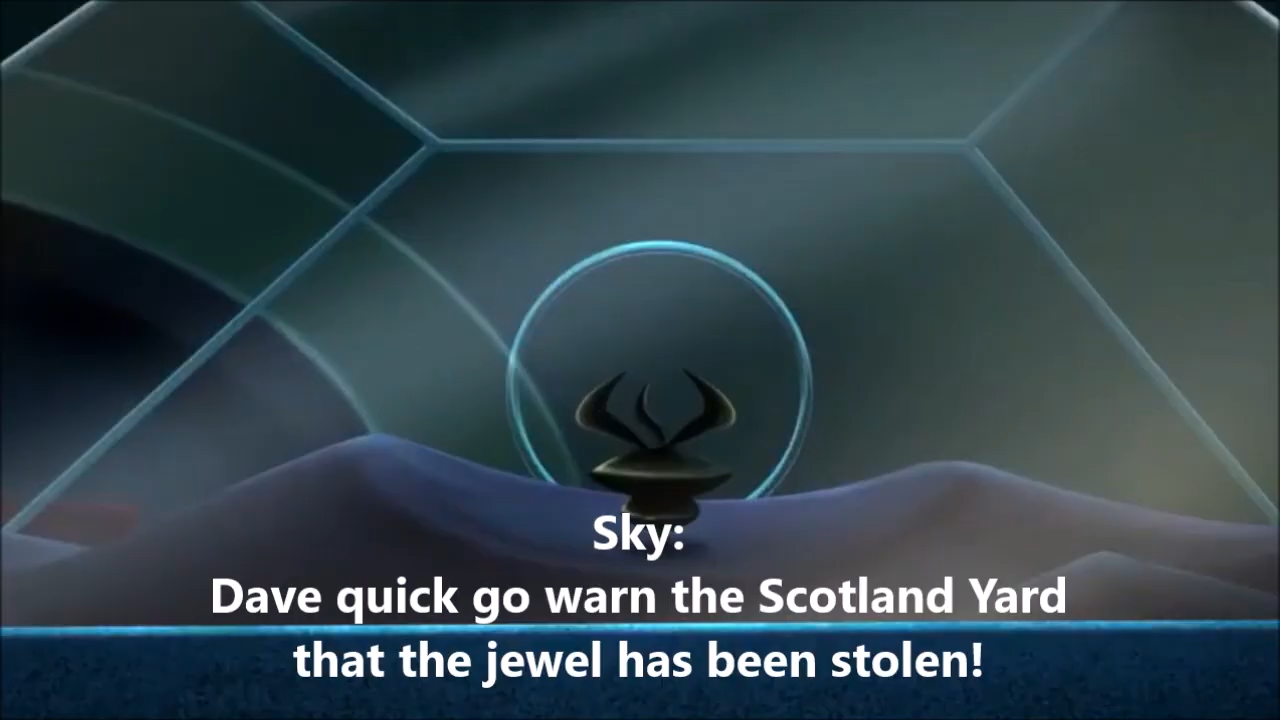 Sky:
Dave quick go warn the Scotland Yard
that the jewel has been stolen!